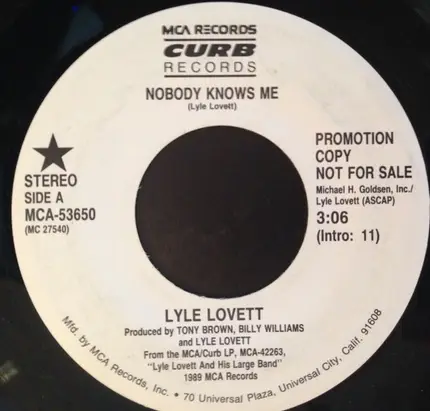 MCA RECORDS
CURB
RECORDS
NOBODY KNOWS ME
(Lyle Lovett)
STEREO
SIDE A
MCA-53650
(MC 27540)
PROMOTION
COPY
NOT FOR SALE
Michael H. Goldsen, Inc./
Lyle Lovett (ASCAP)
3:06
(Intro: 11)
LYLE LOVETT
Produced by TONY BROWN, BILLY WILLIAMS
and LYLE LOVETT
From the MCA/Curb LP, MCA-42263,
"Lyle Lovett And His Large Band"
1989 MCA Records
Mfd. by MCA Records, Inc. • 70 Universal Plaza, Universal City, Calif. 91608